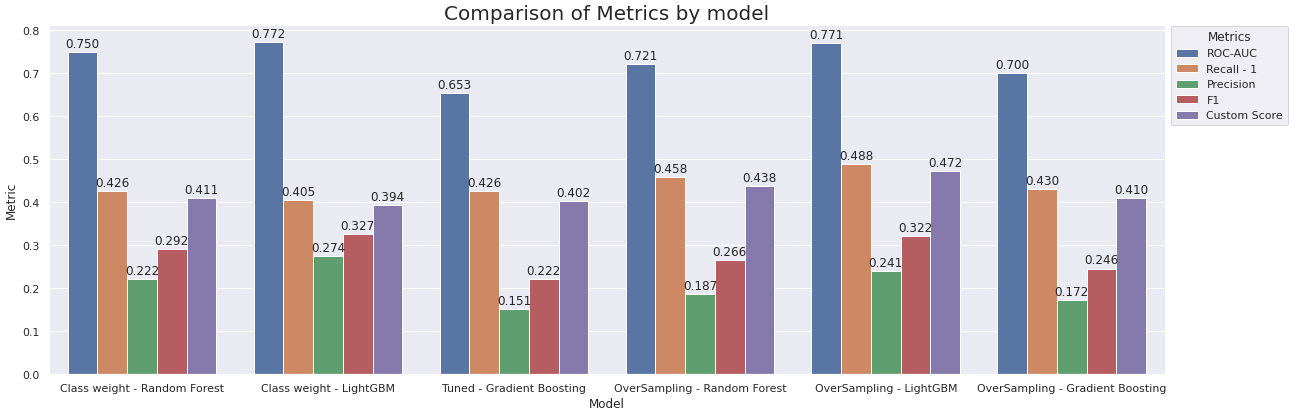 Comparison of Metrics by model
Metric
0.8
0.7
0.6
0.5
0.4
0.3
0.2
0.1
0.0
0.750
0.426
0.222
0.292
0.411
0.772
0.405
0.274
0.327
0.394
0.653
0.426
0.151
0.222
0.402
0.721
0.458
0.187
0.266
0.438
0.771
0.488
0.241
0.322
0.472
0.700
0.430
0.172
0.246
0.410
Class weight - Random Forest
Class weight - LightGBM
Tuned - Gradient Boosting
OverSampling - Random Forest
OverSampling - LightGBM
OverSampling - Gradient Boosting
Model
Metrics
ROC-AUC
Recall - 1
Precision
F1
Custom Score